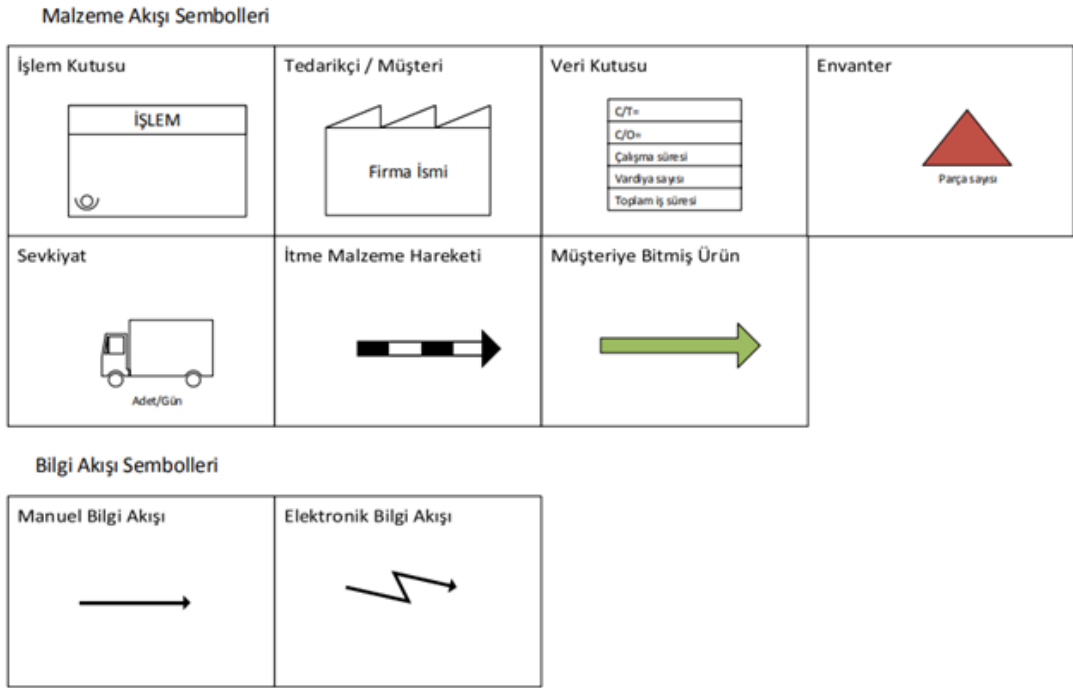 Malzeme Akışı Sembolleri
İşlem Kutusu
İŞLEM
Tedarikçi / Müşteri
Firma İsmi
Veri Kutusu
C/T=
C/O=
Çalışma süresi
Vardiya sayısı
Toplam iş süresi
Envanter
Parça sayısı
Sevkiyat
Adet/Gün
İtme Malzeme Hareketi
Müşteriye Bitmiş Ürün
Bilgi Akışı Sembolleri
Manuel Bilgi Akışı
Elektronik Bilgi Akışı